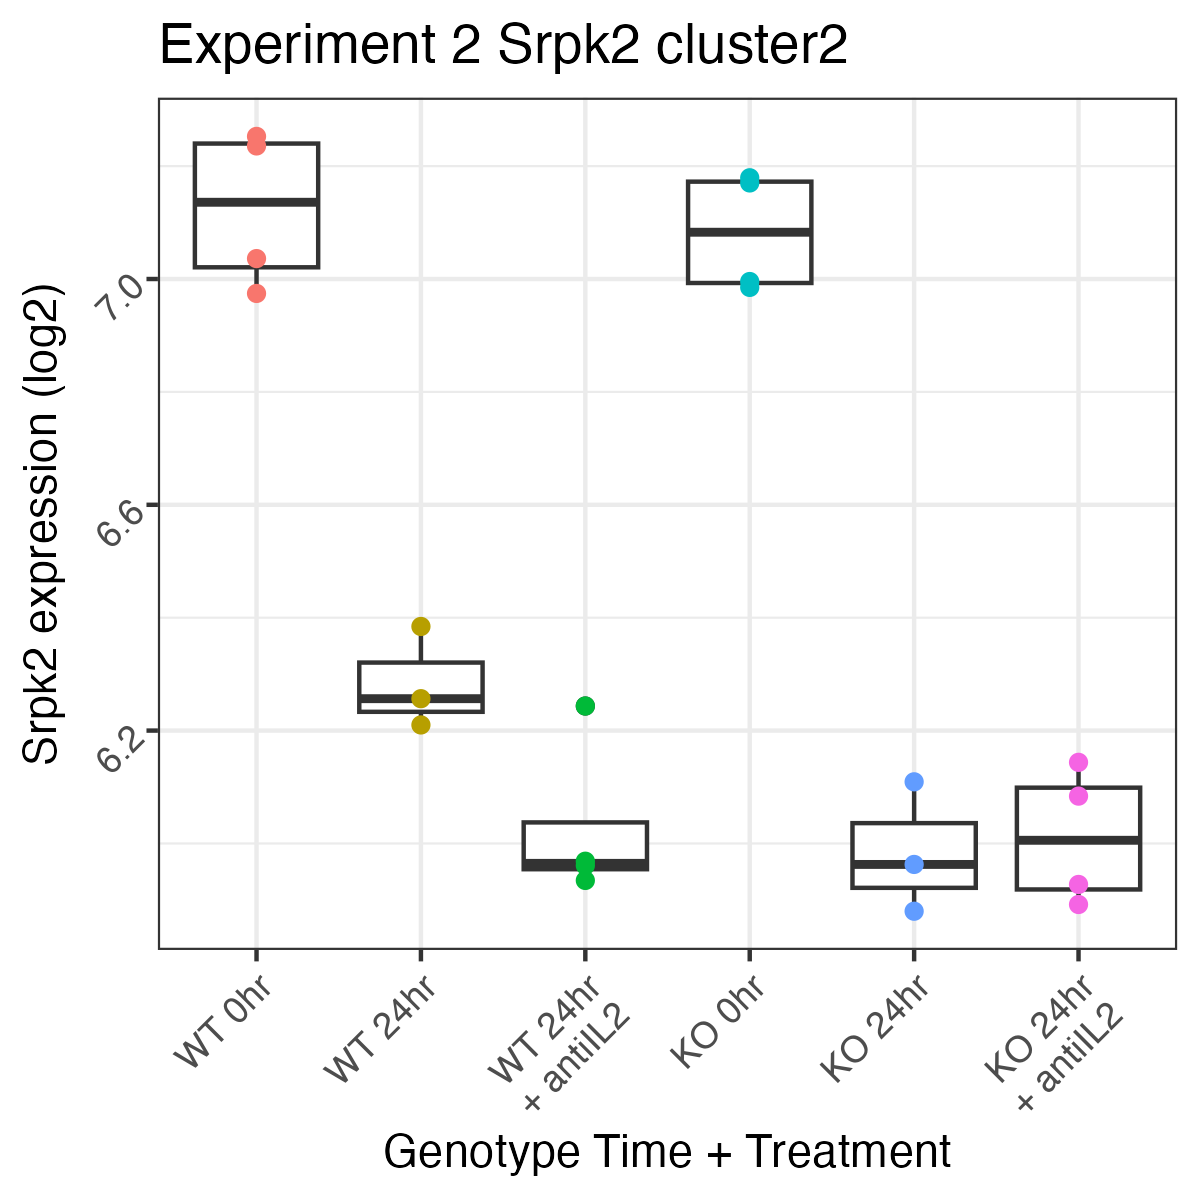 Experiment 2 Srpk2 cluster2
Srpk2 expression (log2)
7.0
6.6
6.2
WT 0hr
WT 24hr
WT 24hr
+ antiIL2
KO 0hr
KO 24hr
KO 24hr
+ antiIL2
Genotype Time + Treatment